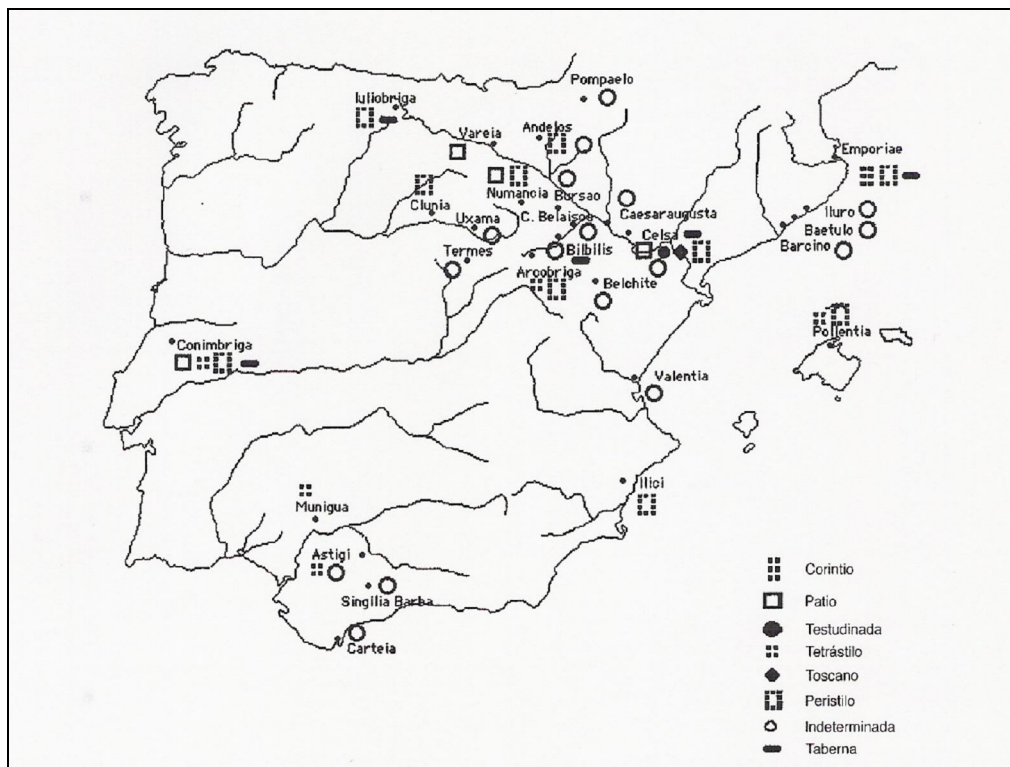 Pompaelo
Iuliobriga
Andelos
Vareia
Emporiae
Numancia
Bursao
Clunia
Iluro
C. Belaisca
Caesaraugusta
Uxama
Celsa
Baetulo
Termes
Bilbilis
Barcino
Arcobriga
Belchite
Pollentia
Conimbriga
Valentia
Ilici
Munigua
Astigi
Singilia Barba
Carteia
Corintio
Patio
Testudinada
Tetrástilo
Toscano
Peristilo
Indeterminada
Taberna